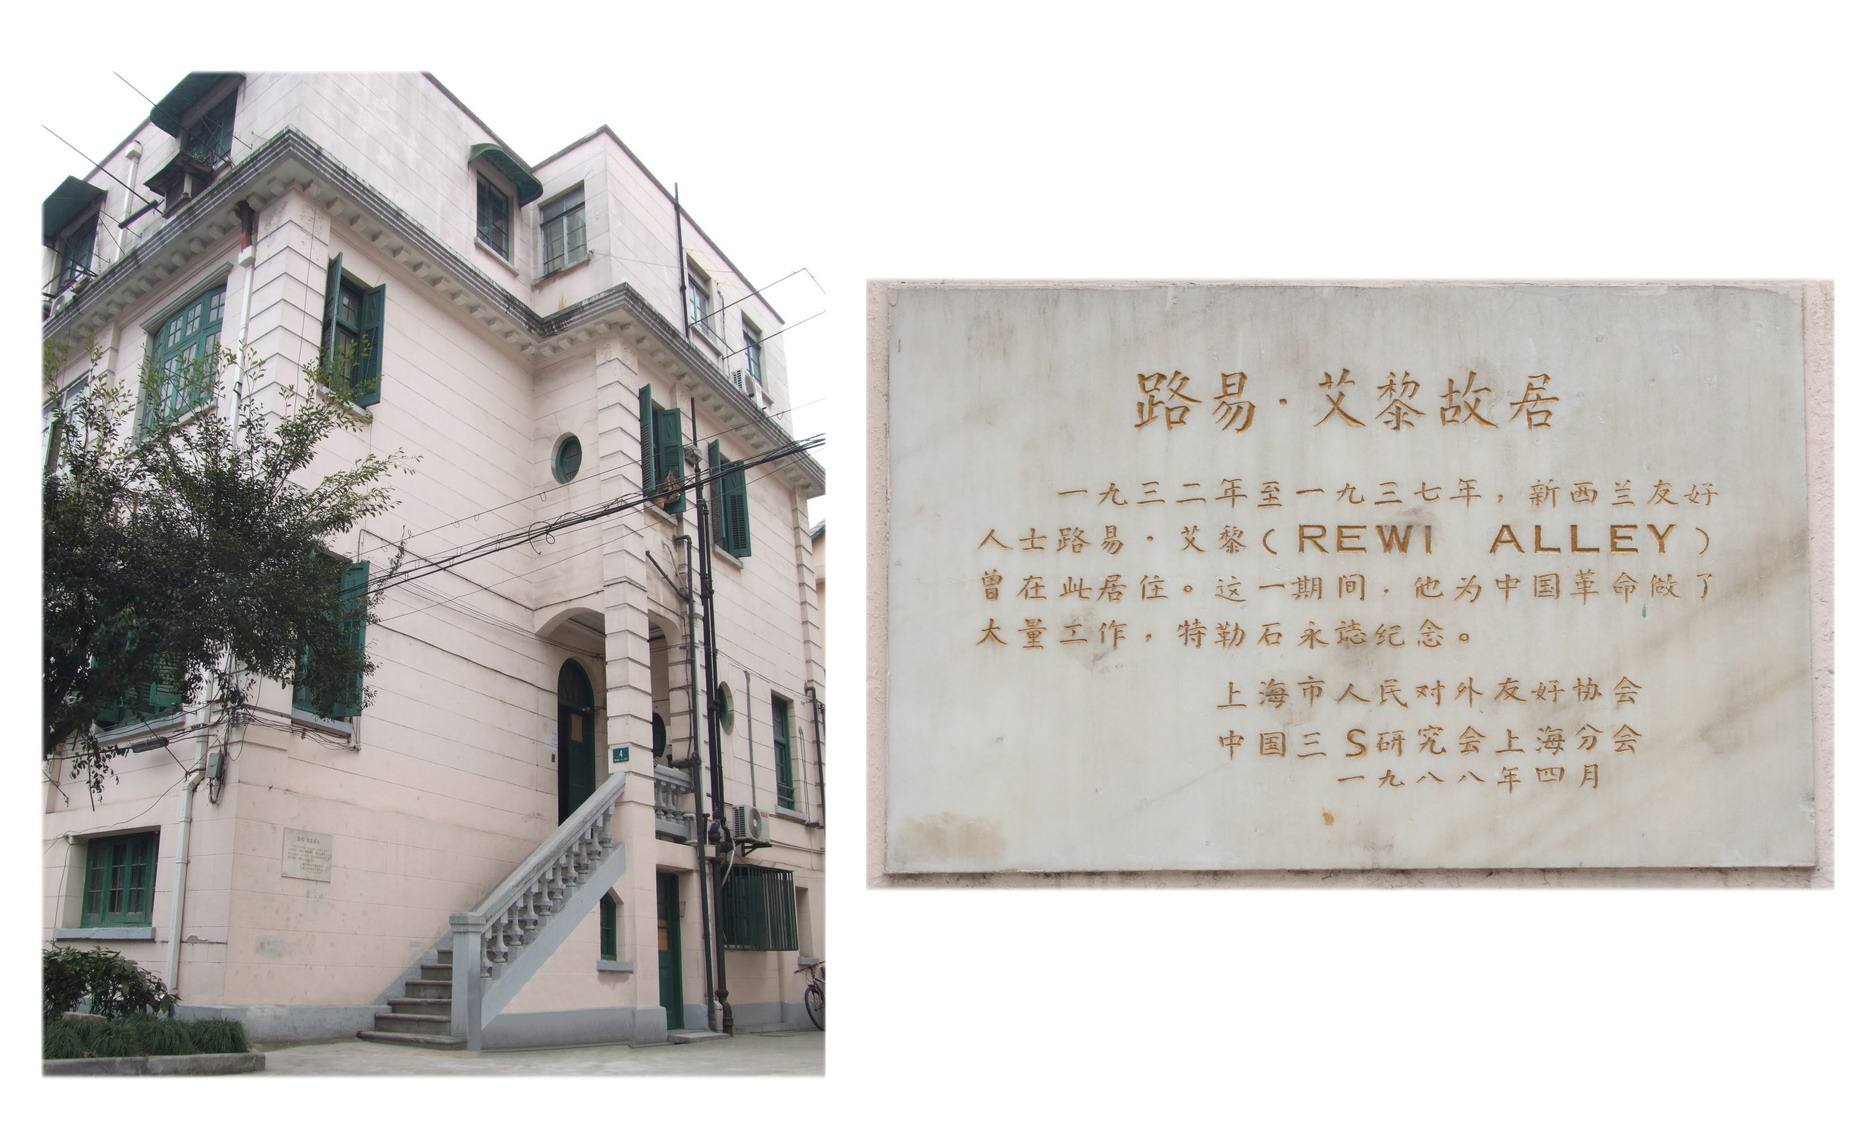 4
路易·艾黎故居
一九三二年至一九三七年，新西兰友好
人士路易·艾黎(REWI ALLEY)
曾在此居住。这一期间，他为中国革命做了
大量工作，特勒石永誌纪念。
上海市人民对外友好协会
中国三S研究会上海分会
一九八八年四月